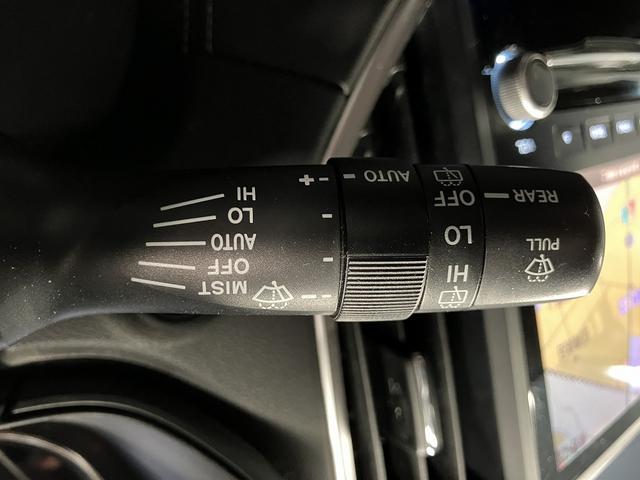 MIST
OFF
AUTO
LO
HI
+
-
AUTO
OFF
LO
HI
REAR
PULL